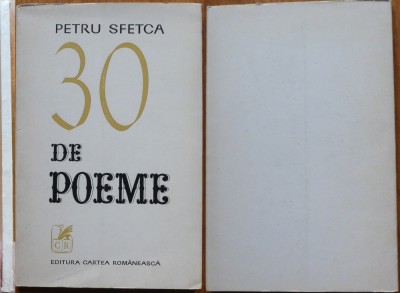 PETRU SFETCA
30
DE
POEME
CR
EDITURA CARTEA ROMÂNEASCĂ